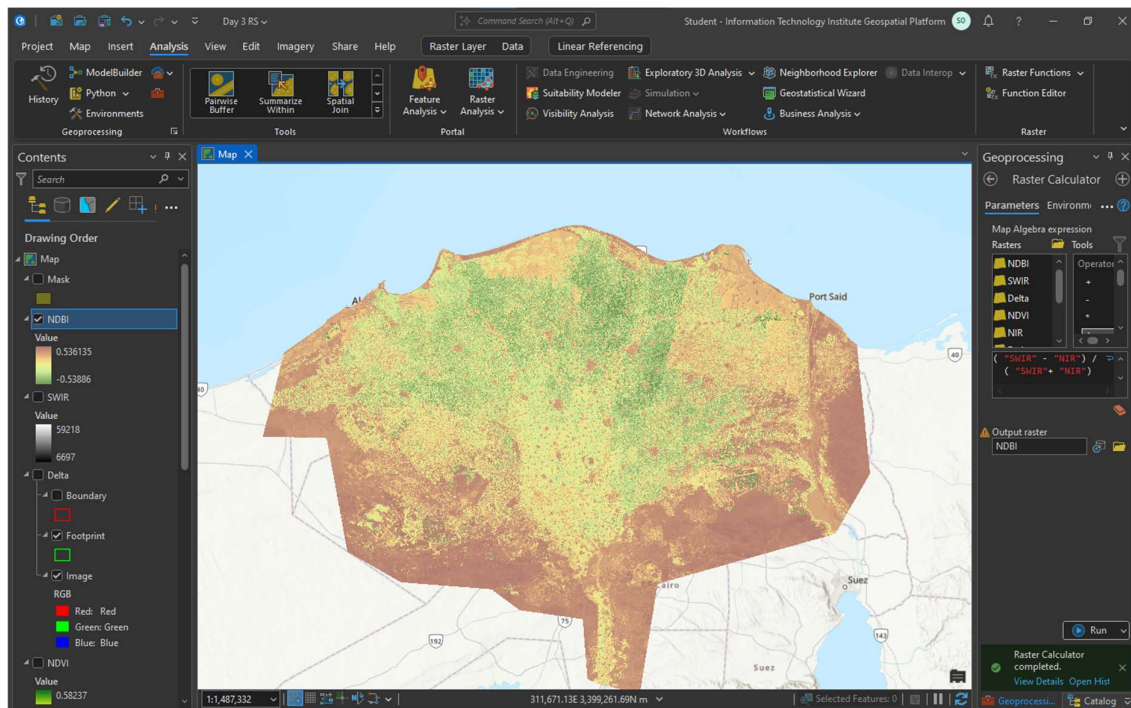 Day 3 RS
Command Search (Alt+Q)
Student - Information Technology Institute Geospatial Platform
SO
?
Project Map Insert Analysis View Edit Imagery Share Help Raster Layer Data Linear Referencing
History
ModelBuilder
Python
Environments
Geoprocessing
Pairwise Buffer
Summarize Within
Spatial Join
Tools
Feature Analysis
Raster Analysis
Portal
Data Engineering
Suitability Modeler
Visibility Analysis
Exploratory 3D Analysis
Simulation
Network Analysis
Neighborhood Explorer
Geostatistical Wizard
Business Analysis
Data Interop
Workflows
Raster Functions
Function Editor
Raster
Contents
Search
Drawing Order
Map
Mask
NDBI
Value
0.536135
-0.53886
SWIR
Value
59218
6697
Delta
Boundary
Footprint
Image
RGB
Red: Red
Green: Green
Blue: Blue
NDVI
0.58237
Map
Al
Port Said
40
40
airo
Suez
75
192
143
Suez
1:1,487,332
311,671.13E 3,399,261.69N m
Selected Features: 0
Geoprocessing
Raster Calculator
Parameters Environm
Map Algebra expression
Rasters Tools
NDBI
SWIR
Delta
NDVI
NIR
Operator
+
-
*
( "SWIR" - "NIR") /
( "SWIR"+ "NIR")
Output raster
NDBI
Run
Raster Calculator completed.
View Details Open Hist
Geoprocessi... Catalog